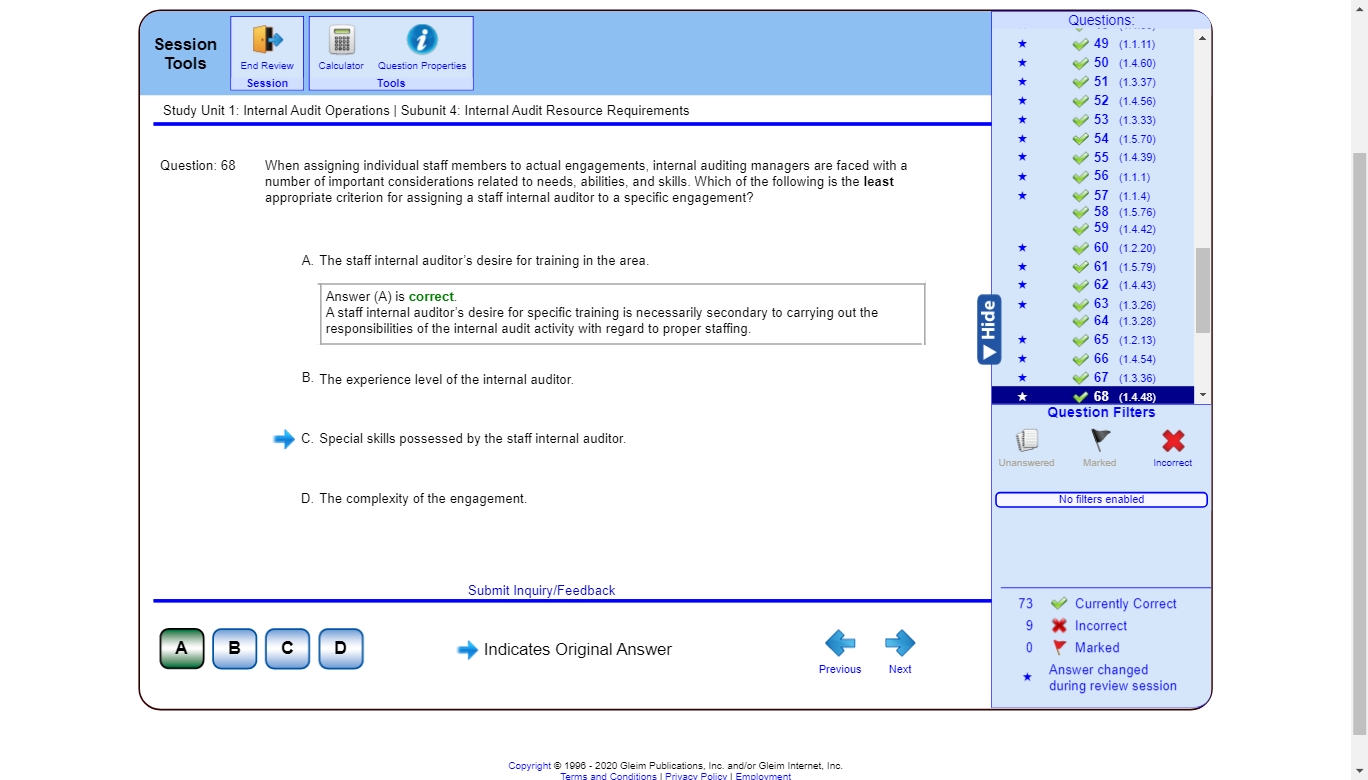 Session
Tools
End Review
Session
Calculator
Question Properties
Tools
Study Unit 1: Internal Audit Operations | Subunit 4: Internal Audit Resource Requirements
Question: 68
When assigning individual staff members to actual engagements, internal auditing managers are faced with a
number of important considerations related to needs, abilities, and skills. Which of the following is the least
appropriate criterion for assigning a staff internal auditor to a specific engagement?
A. The staff internal auditor's desire for training in the area.
Answer (A) is correct.
A staff internal auditor's desire for specific training is necessarily secondary to carrying out the
responsibilities of the internal audit activity with regard to proper staffing.
B. The experience level of the internal auditor.
C. Special skills possessed by the staff internal auditor.
D. The complexity of the engagement.
Submit Inquiry/Feedback
A
B
C
D
Indicates Original Answer
Previous
Next
Questions:
49 (1.1.11)
50 (1.4.60)
51 (1.3.37)
52 (1.4.56)
53 (1.3.33)
54 (1.5.70)
55 (1.4.39)
56 (1.1.1)
57 (1.1.4)
58 (1.5.76)
59 (1.4.42)
60 (1.2.20)
61 (1.5.79)
62 (1.4.43)
63 (1.3.26)
64 (1.3.28)
65 (1.2.13)
66 (1.4.54)
67 (1.3.36)
68 (1.4.48)
Hide
Question Filters
Unanswered
Marked
Incorrect
No filters enabled
73 Currently Correct
9 Incorrect
0 Marked
Answer changed
during review session
Copyright © 1996 - 2020 Gleim Publications, Inc. and/or Gleim Internet, Inc.
Terms and Conditions | Privacy Policy | Employment